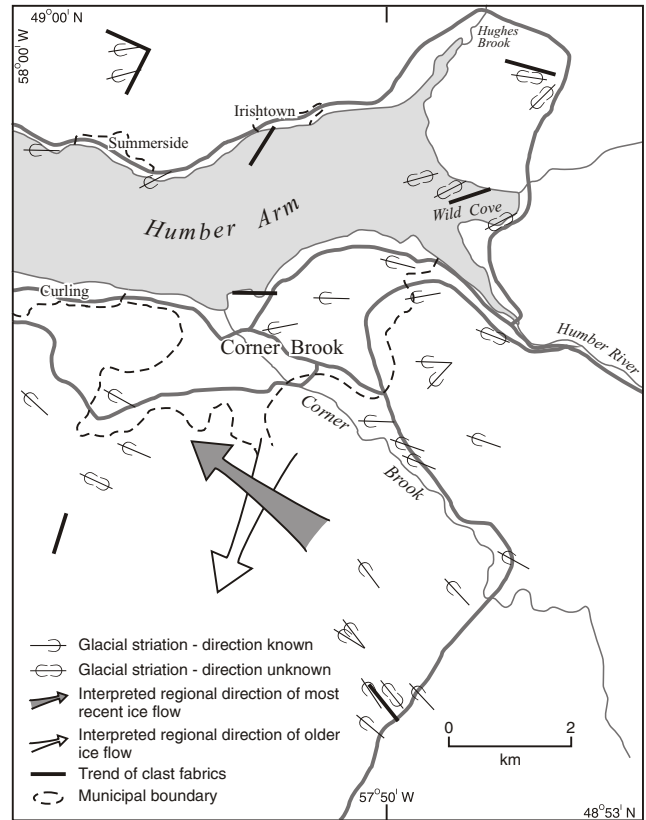 49°00' N
58°00' W
Hughes
Brook
Irishtown
Summerside
Humber Arm
Wild Cove
Curling
Corner Brook
Humber River
Corner
Brook
Glacial striation - direction known
Glacial striation - direction unknown
Interpreted regional direction of most
recent ice flow
Interpreted regional direction of older
ice flow
Trend of clast fabrics
Municipal boundary
0 2
km
57°50' W
48°53' N